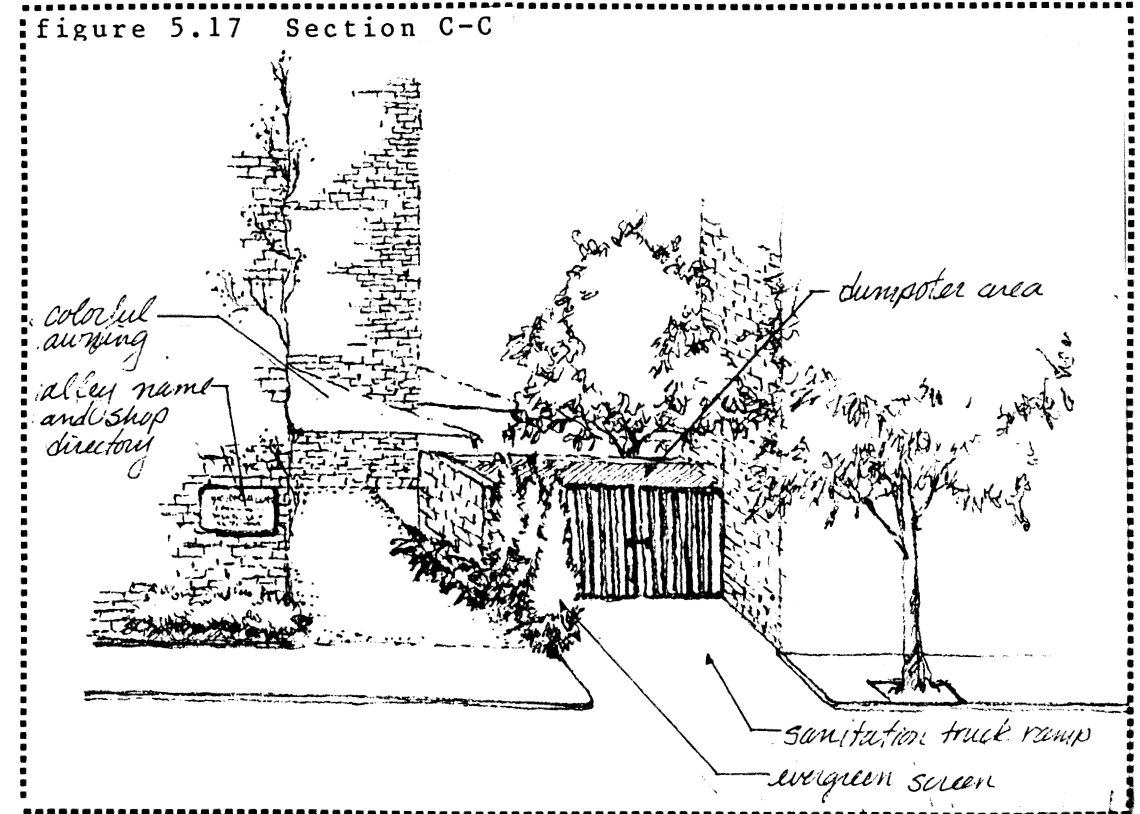 figure 5.17 Section C-C
colorful
awning
alley name
and shop
directory
dumpster area
sanitation truck ramp
evergreen screen